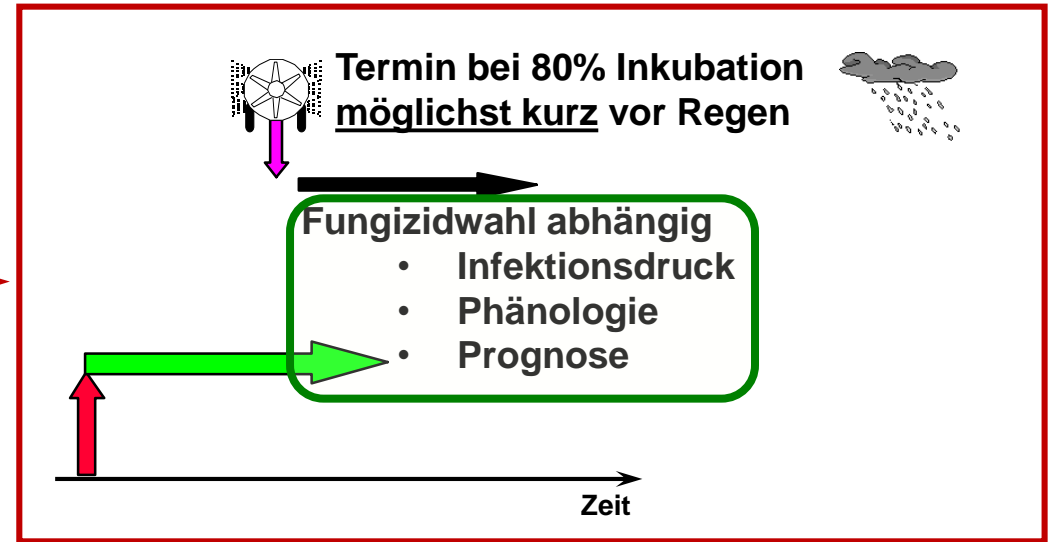 Termin bei 80% Inkubation
möglichst kurz vor Regen
Fungizidwahl abhängig
• Infektionsdruck
• Phänologie
• Prognose
Zeit